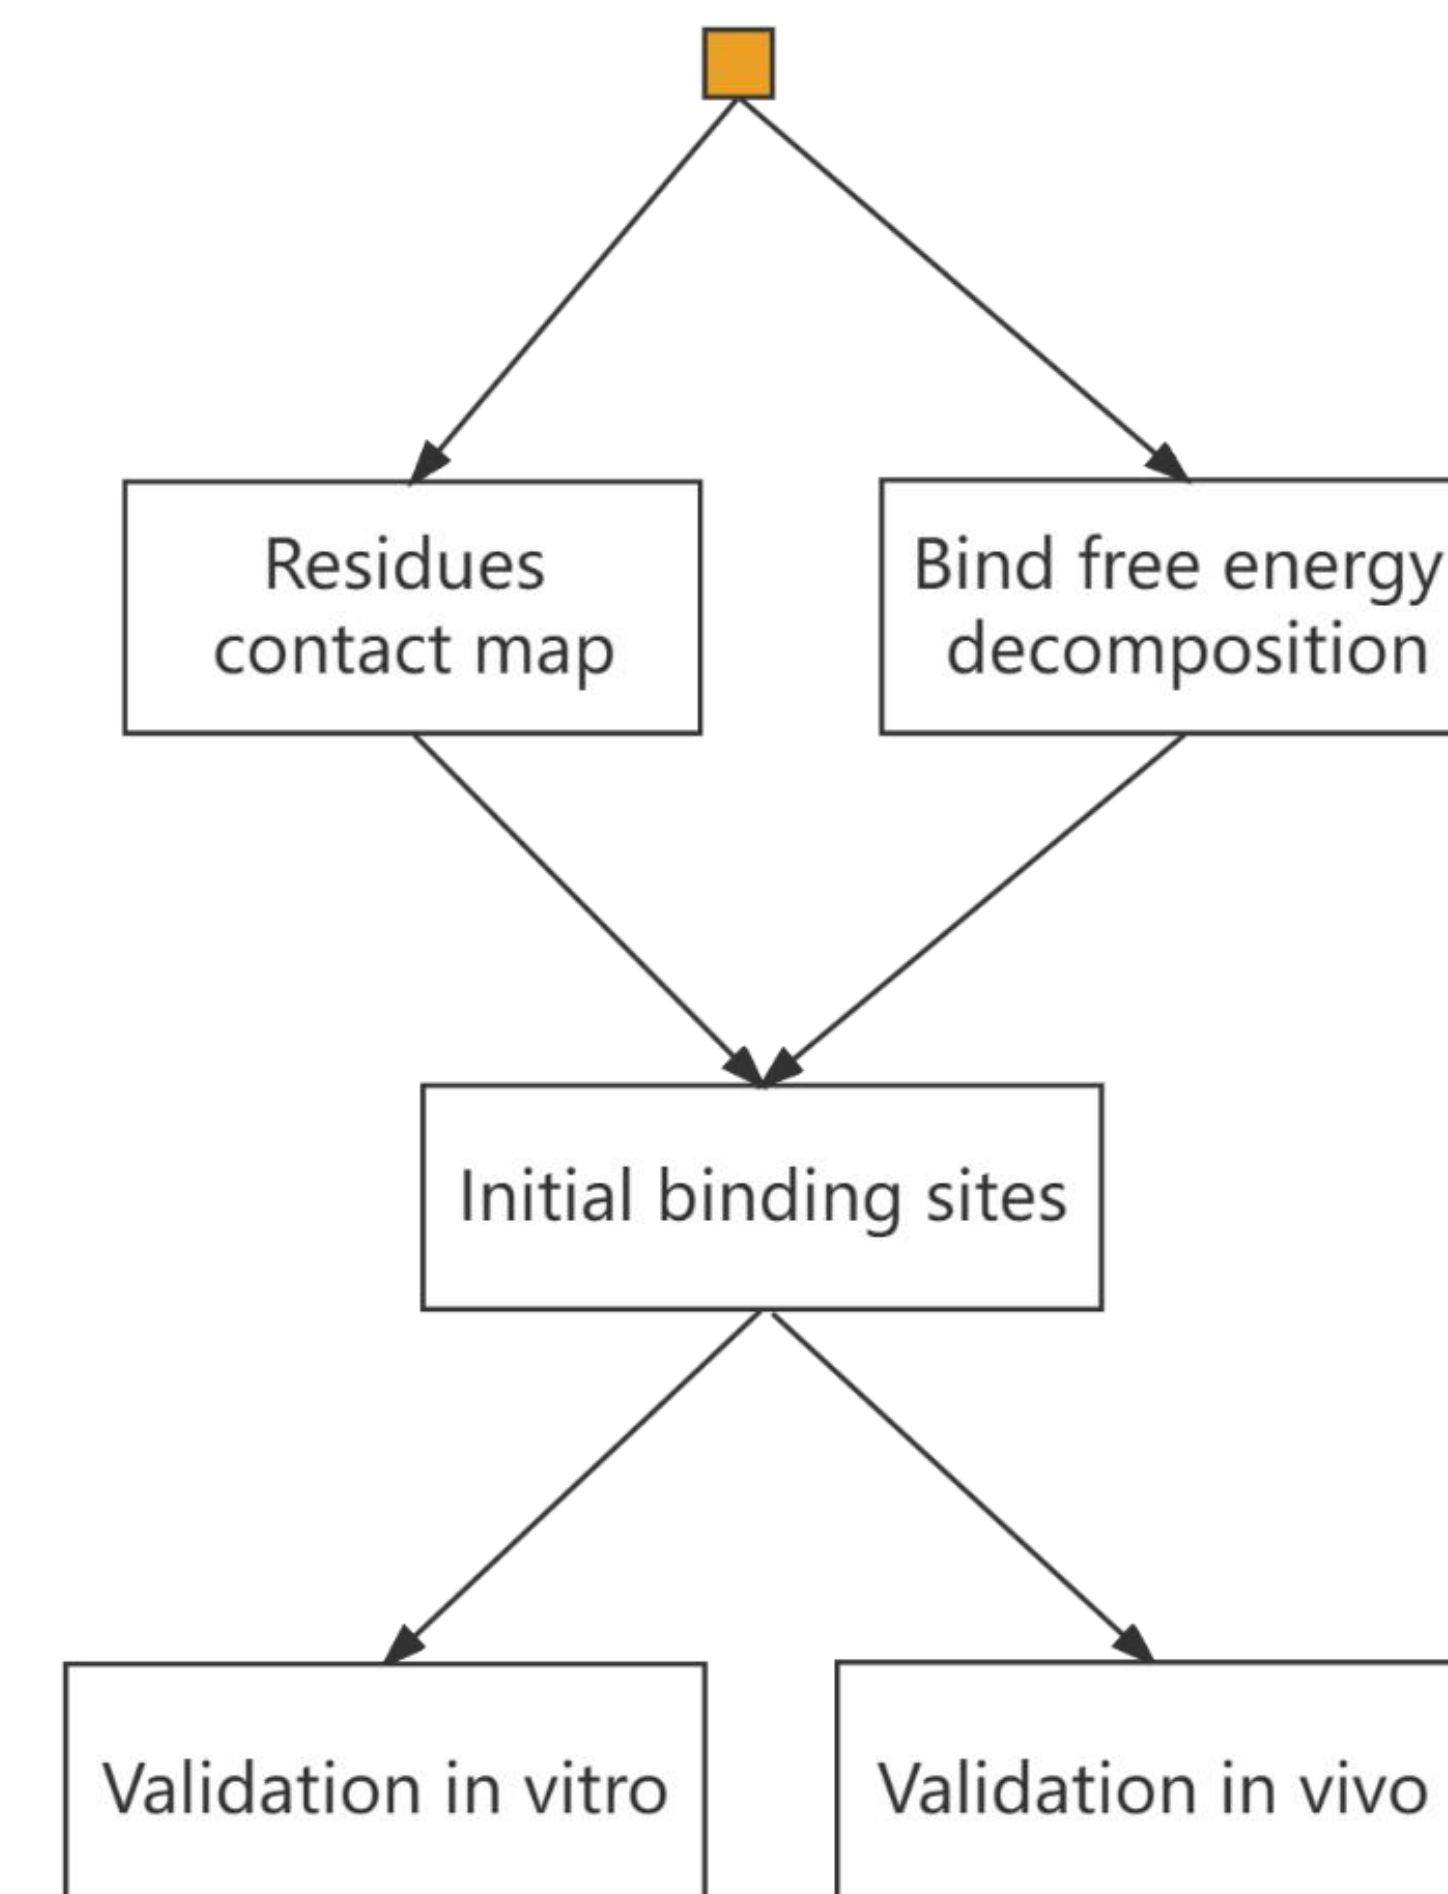 Residues
contact map
Bind free energy
decomposition
Initial binding sites
Validation in vitro
Validation in vivo